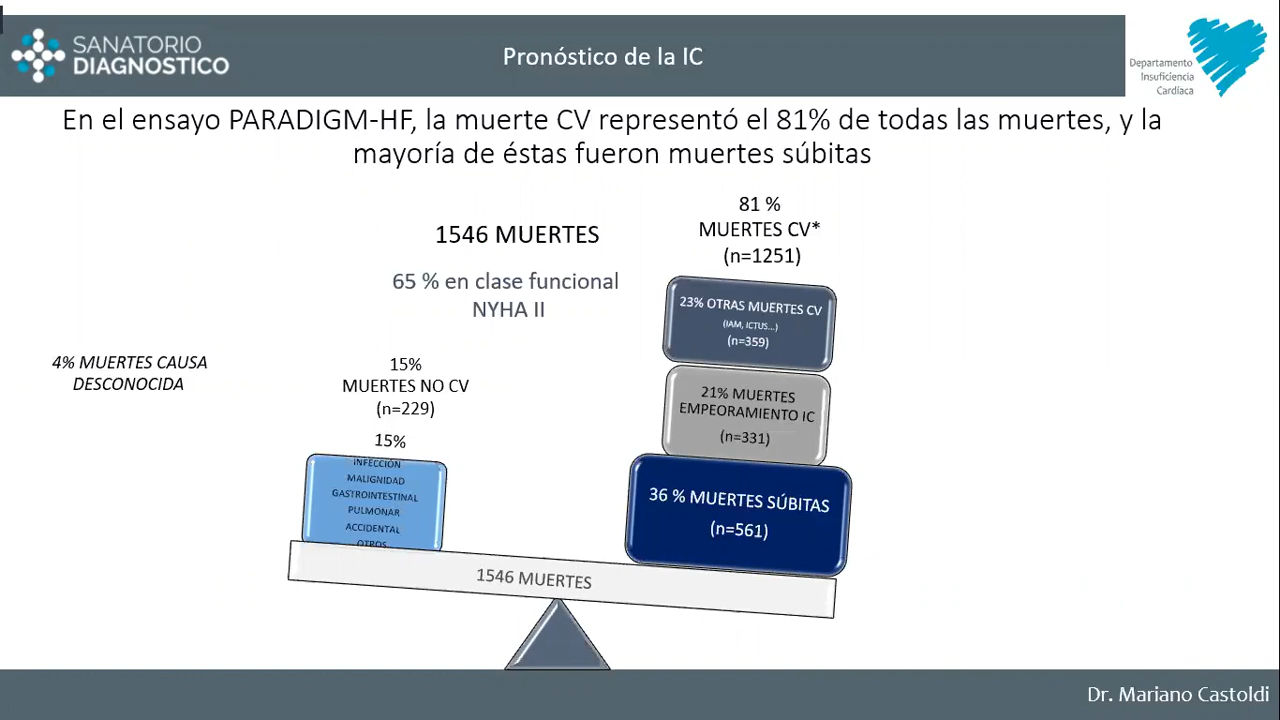 SANATORIO
DIAGNOSTICO
Pronóstico de la IC
Departamento
Insuficiencia
Cardíaca
En el ensayo PARADIGM-HF, la muerte CV representó el 81% de todas las muertes, y la
mayoría de éstas fueron muertes súbitas
81 %
MUERTES CV*
(n=1251)
1546 MUERTES
65 % en clase funcional
NYHA II
23% OTRAS MUERTES CV
(IAM, ICTUS...)
(n=359)
4% MUERTES CAUSA
DESCONOCIDA
15%
MUERTES NO CV
(n=229)
21% MUERTES
EMPEORAMIENTO IC
(n=331)
15%
INFECCIÓN
MALIGNIDAD
GASTROINTESTINAL
PULMONAR
ACCIDENTAL
OTROS...
36 % MUERTES SÚBITAS
(n=561)
1546 MUERTES
Dr. Mariano Castoldi